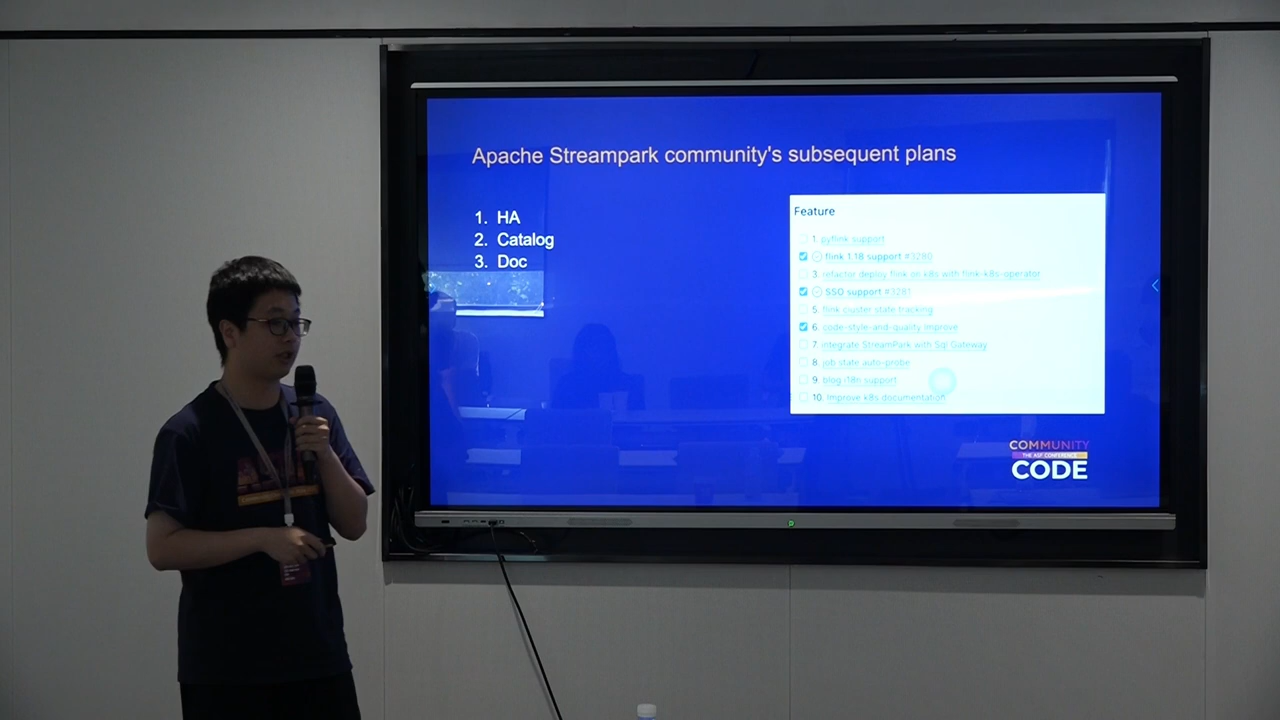 Apache Streampark community's subsequent plans
1. HA
2. Catalog
3. Doc
Feature
1. pyflink support
flink 1.18 support #3280
3. refactor deploy flink on k8s with flink-k8s-operator
SSO support #3281
5. flink cluster state tracking
6. code-style-and-quality improve
7. integrate StreamPark with Sql Gateway
8. job state auto-probe
9. blog i18n support
10. Improve k8s documentation
COMMUNITY
THE ASF CONFERENCE
CODE